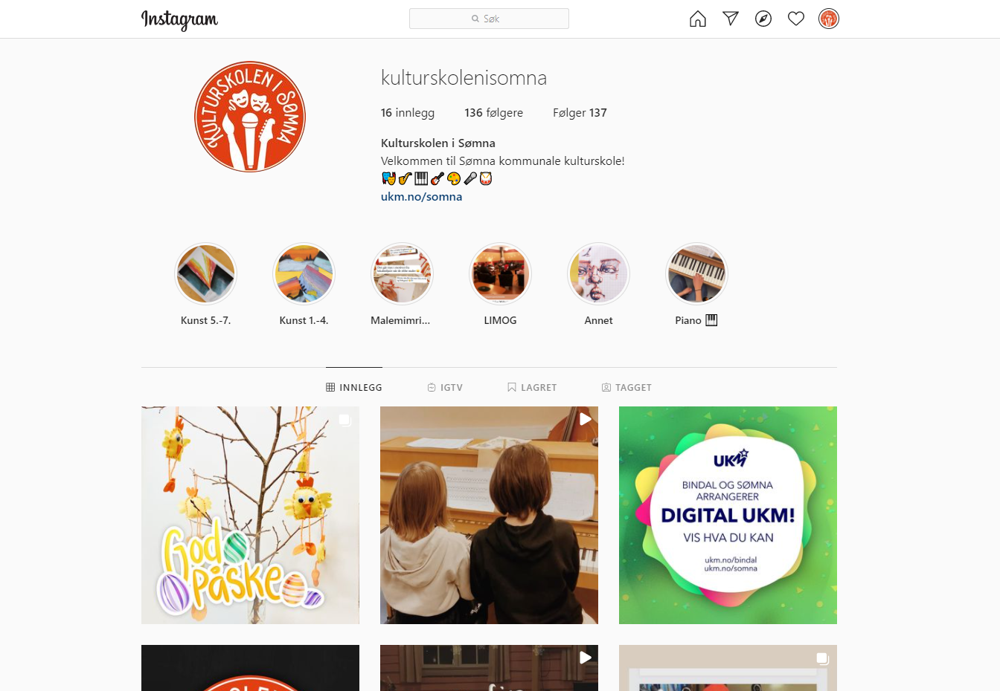 Instagram
Søk
KULTURSKOLEN I SØMNA
kulturskolenisomna
16 innlegg 136 følgere Følger 137
Kulturskolen i Sømna
Velkommen til Sømna kommunale kulturskole!
ukm.no/somna
Kunst 5.-7. Kunst 1.-4. Malemimri... LIMOG Annet Piano
INNLEGG IGTV LAGRET TAGGET
God
Påske
UKM
BINDAL OG SØMNA
ARRANGERER
DIGITAL UKM!
VIS HVA DU KAN
ukm.no/bindal
ukm.no/somna